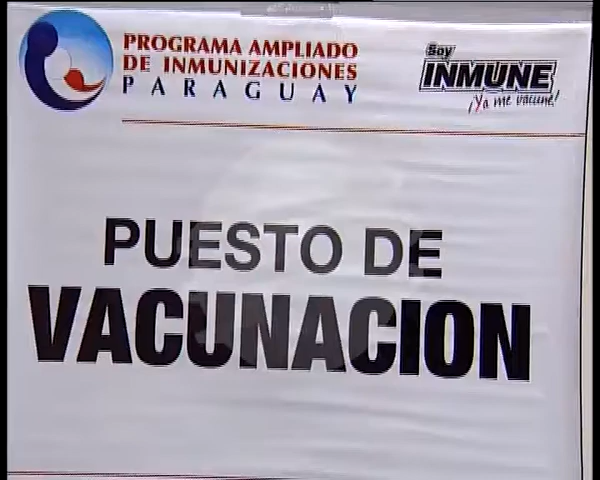 PROGRAMA AMPLIADO
DE INMUNIZACIONES
PARAGUAY
Soy
INMUNE
¡Ya me vacuné!
PUESTO DE
VACUNACION